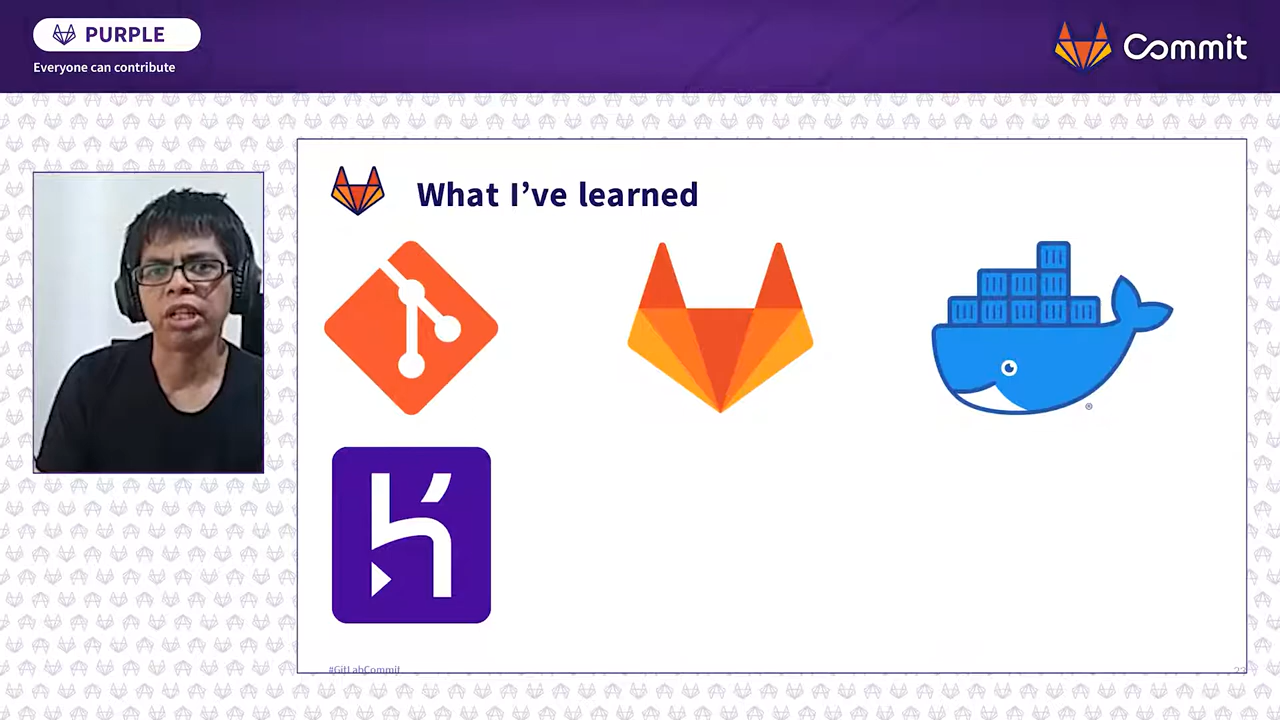 PURPLE
Everyone can contribute
Commit
What I've learned
®
#GitLabCommit